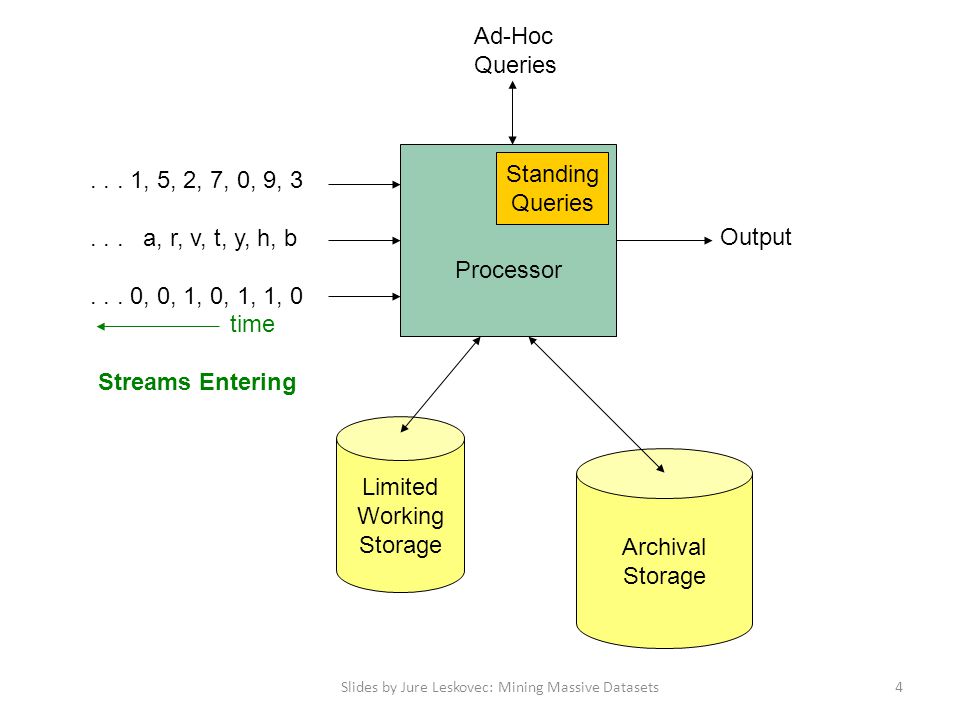 Ad-Hoc
Queries
Standing
Queries
. . . 1, 5, 2, 7, 0, 9, 3
. . . a, r, v, t, y, h, b
. . . 0, 0, 1, 0, 1, 1, 0
time
Streams Entering
Processor
Output
Limited
Working
Storage
Archival
Storage
Slides by Jure Leskovec: Mining Massive Datasets
4